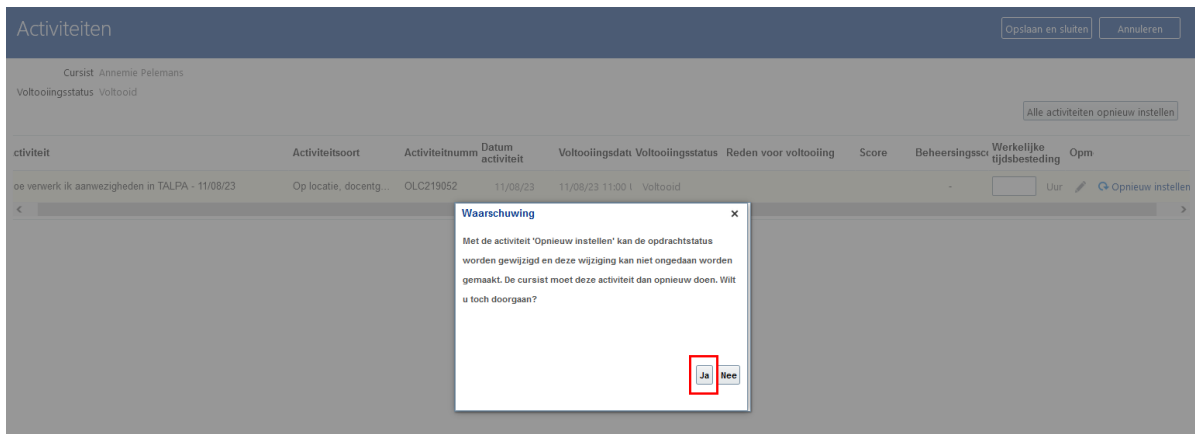 Activiteiten
Opslaan en sluiten
Annuleren
Cursist Annemie Pelemans
Voltooiingsstatus Voltooid
Alle activiteiten opnieuw instellen
ctiviteit Activiteitsoort Activiteitnumm Datum activiteit Voltooiingsdatu Voltooiingsstatus Reden voor voltooiing Score Beheersingssco Werkelijke tijdsbesteding Opm
oe verwerk ik aanwezigheden in TALPA - 11/08/23 Op locatie, docentg... OLC219052 11/08/23 11/08/23 11:00 Voltooid - Uur Opnieuw instellen
Waarschuwing
Met de activiteit 'Opnieuw instellen' kan de opdrachtstatus
worden gewijzigd en deze wijziging kan niet ongedaan worden
gemaakt. De cursist moet deze activiteit dan opnieuw doen. Wilt
u toch doorgaan?
Ja Nee